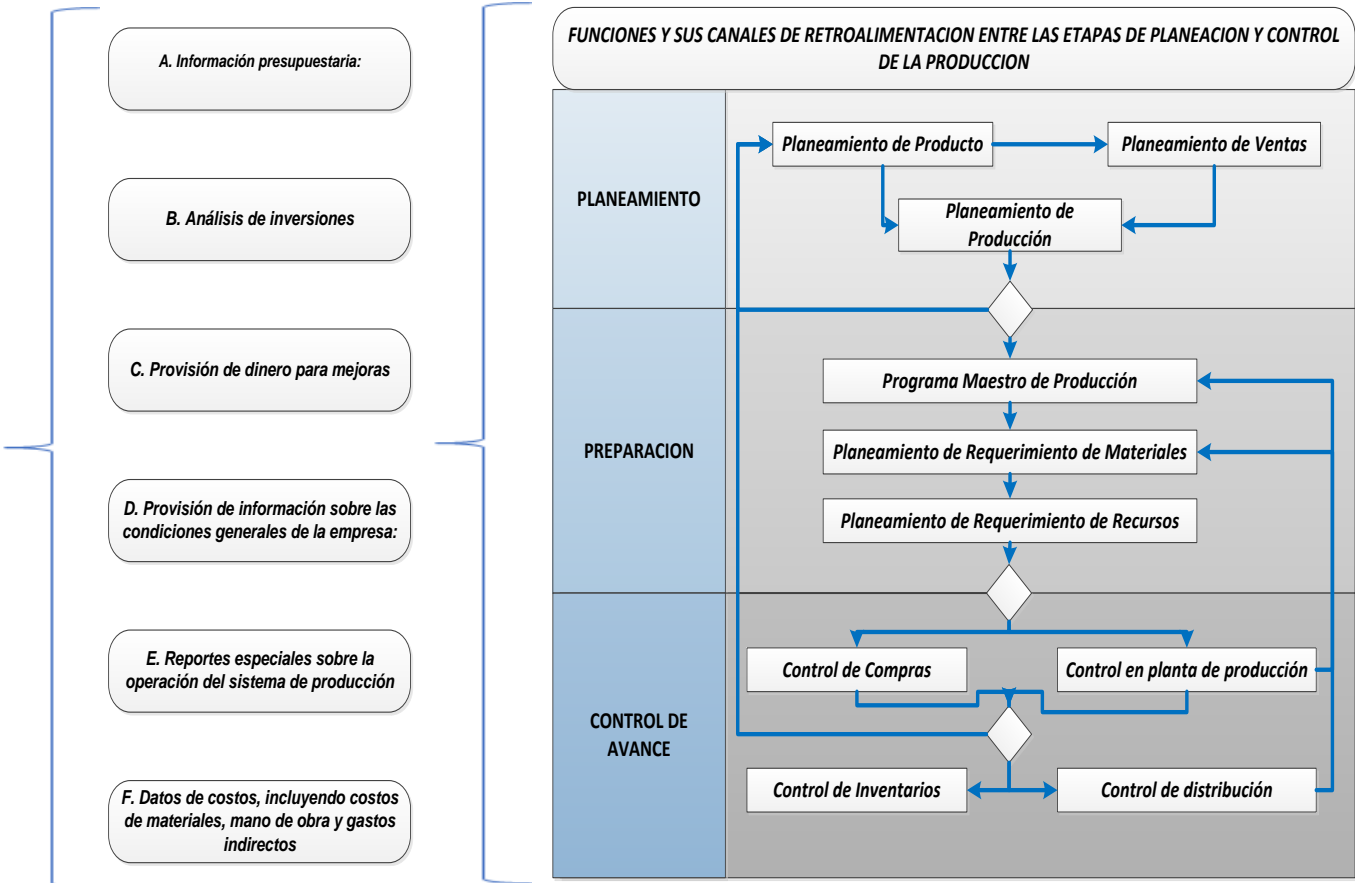 A. Información presupuestaria:
B. Análisis de inversiones
C. Provisión de dinero para mejoras
D. Provisión de información sobre las
condiciones generales de la empresa:
E. Reportes especiales sobre la
operación del sistema de producción
F. Datos de costos, incluyendo costos
de materiales, mano de obra y gastos
indirectos
FUNCIONES Y SUS CANALES DE RETROALIMENTACION ENTRE LAS ETAPAS DE PLANEACION Y CONTROL
DE LA PRODUCCION
PLANEAMIENTO
Planeamiento de Producto
Planeamiento de Ventas
Planeamiento de
Producción
PREPARACION
Programa Maestro de Producción
Planeamiento de Requerimiento de Materiales
Planeamiento de Requerimiento de Recursos
CONTROL DE
AVANCE
Control de Compras
Control en planta de producción
Control de Inventarios
Control de distribución